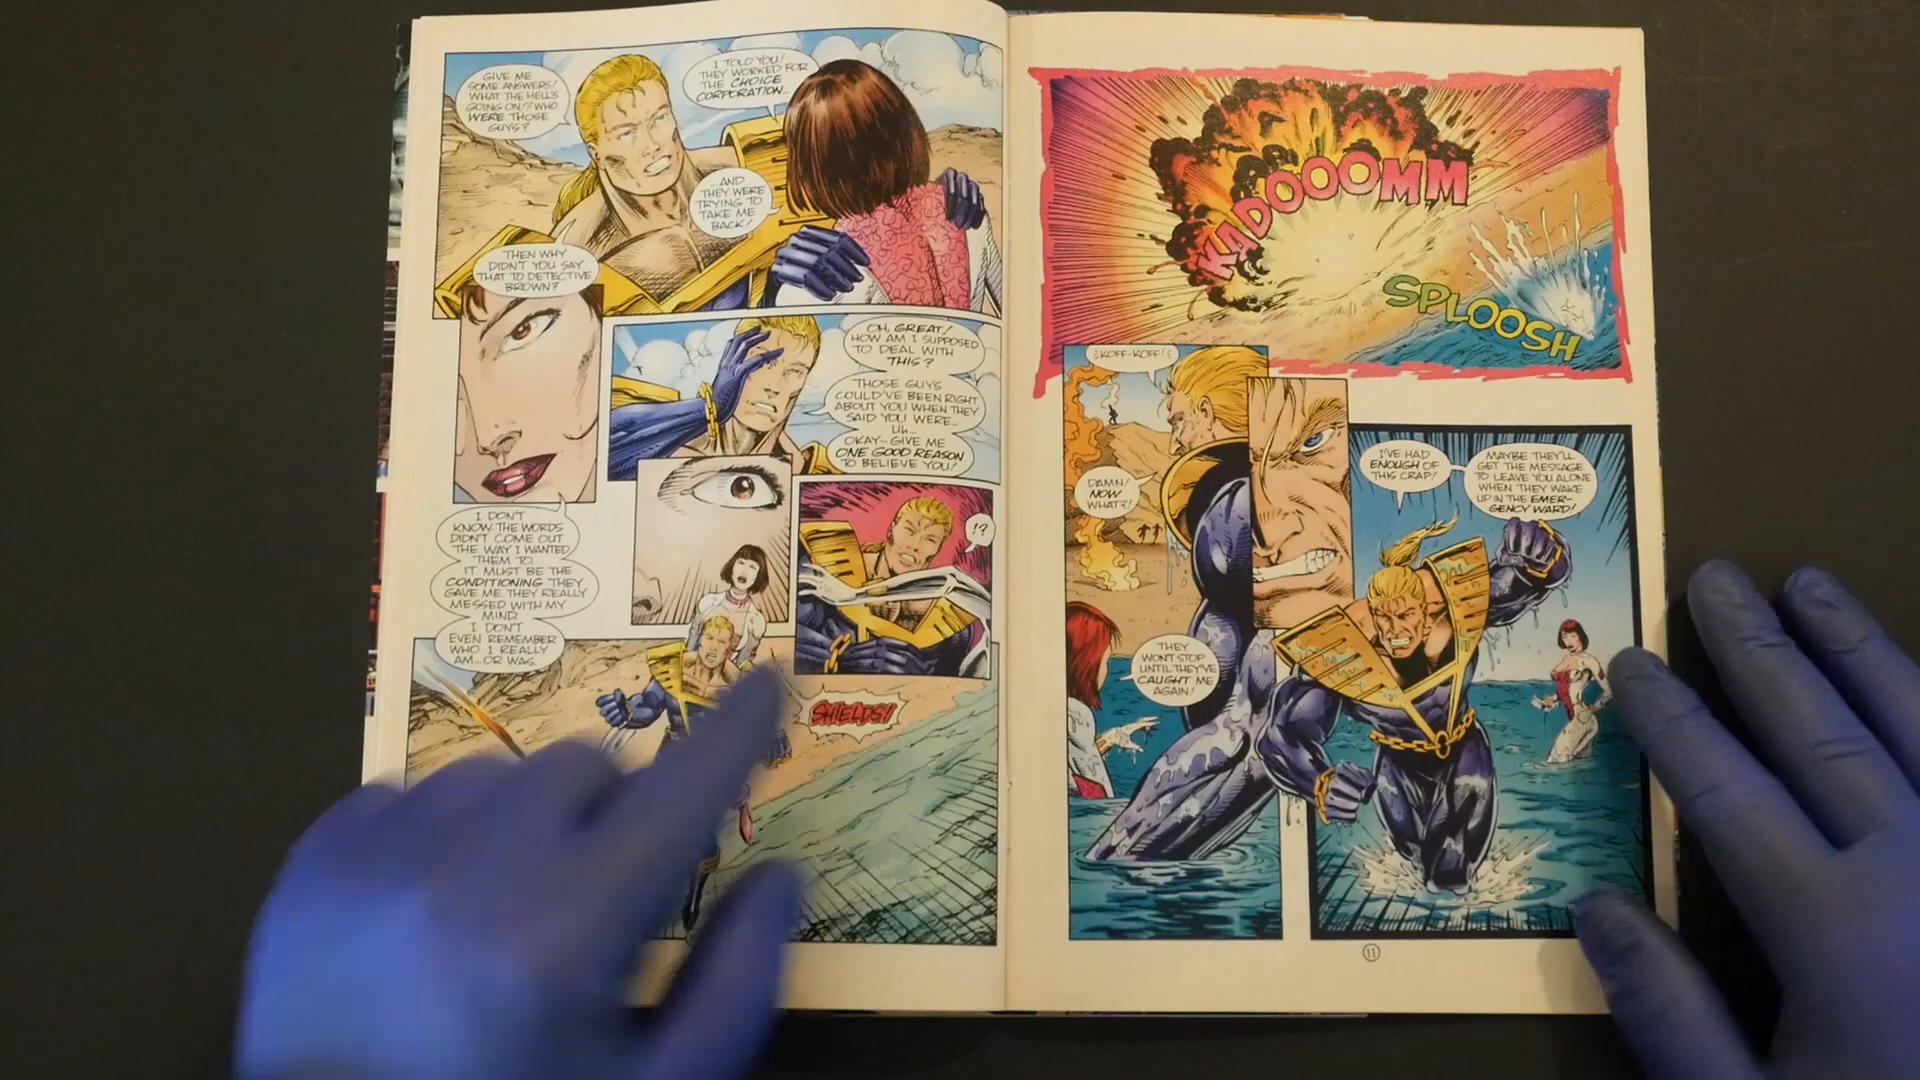 GIVE ME
SOME ANSWERS!
WHAT THE HELL'S
GOING ON!? WHO
WERE THOSE
GUYS?
I TOLD YOU!
THEY WORKED FOR
THE CHOICE
CORPORATION...
...AND
THEY WERE
TRYING TO
TAKE ME
BACK!
THEN WHY
DIDN'T YOU SAY
THAT TO DETECTIVE
BROWN?
I DON'T
KNOW. THE WORDS
DIDN'T COME OUT
THE WAY I WANTED
THEM TO.
IT MUST BE THE
CONDITIONING THEY
GAVE ME. THEY REALLY
MESSED WITH MY
MIND.
I DON'T
EVEN REMEMBER
WHO I REALLY
AM...OR WAS.
OH, GREAT!
HOW AM I SUPPOSED
TO DEAL WITH
THIS?
THOSE GUYS
COULD'VE BEEN RIGHT
ABOUT YOU WHEN THEY
SAID YOU WERE...
UH...
OKAY--GIVE ME
ONE GOOD REASON
TO BELIEVE YOU!
!?
SHIELDS!
KADOOOOMM
SPLOOSH
KOFF-KOFF!
DAMN!
NOW
WHAT?!
THEY
WON'T STOP
UNTIL THEY'VE
CAUGHT ME
AGAIN!
I'VE HAD
ENOUGH OF
THIS CRAP!
MAYBE THEY'LL
GET THE MESSAGE
TO LEAVE YOU ALONE
WHEN THEY WAKE
UP IN THE EMER-
GENCY WARD!
11